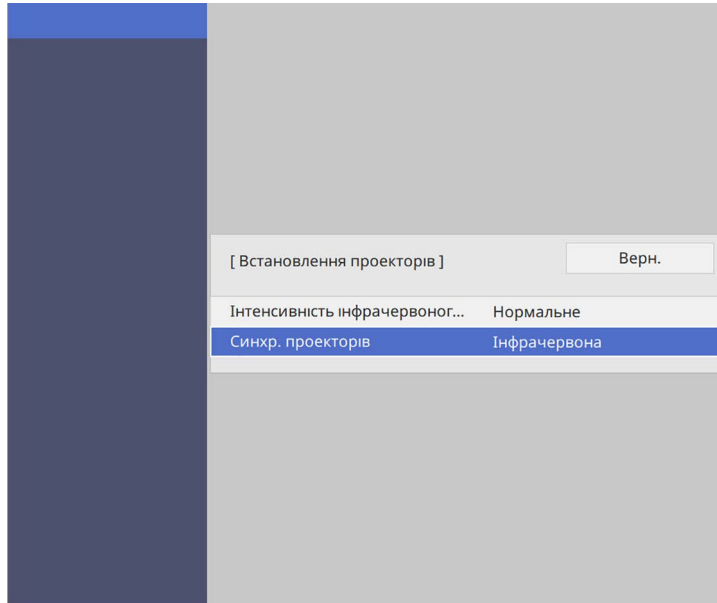 [ Встановлення проекторів ]
Верн.
Інтенсивність інфрачервоног... Нормальне
Синхр. проекторів Інфрачервона